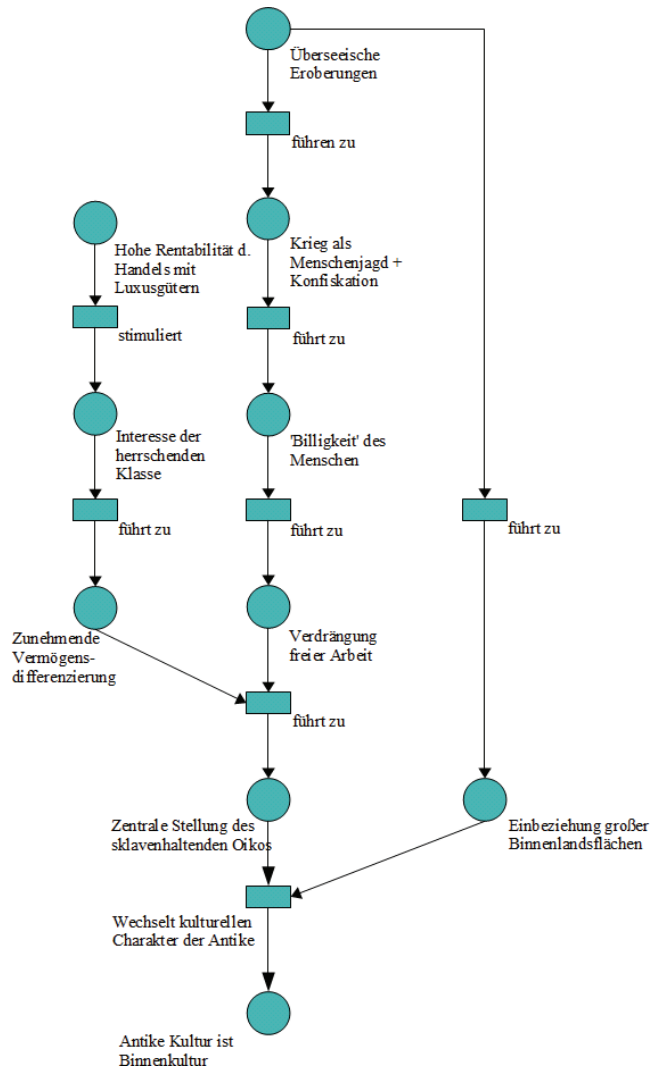 Überseeische
Eroberungen
führen zu
Hohe Rentabilität d.
Handels mit
Luxusgütern
Krieg als
Menschenjagd +
Konfiskation
stimuliert
führt zu
Interesse der
herrschenden
Klasse
'Billigkeit' des
Menschen
führt zu
führt zu
führt zu
Zunehmende
Vermögens-
differenzierung
Verdrängung
freier Arbeit
führt zu
Zentrale Stellung des
sklavenhaltenden Oikos
Einbeziehung großer
Binnenlandsflächen
Wechselt kulturellen
Charakter der Antike
Antike Kultur ist
Binnenkultur